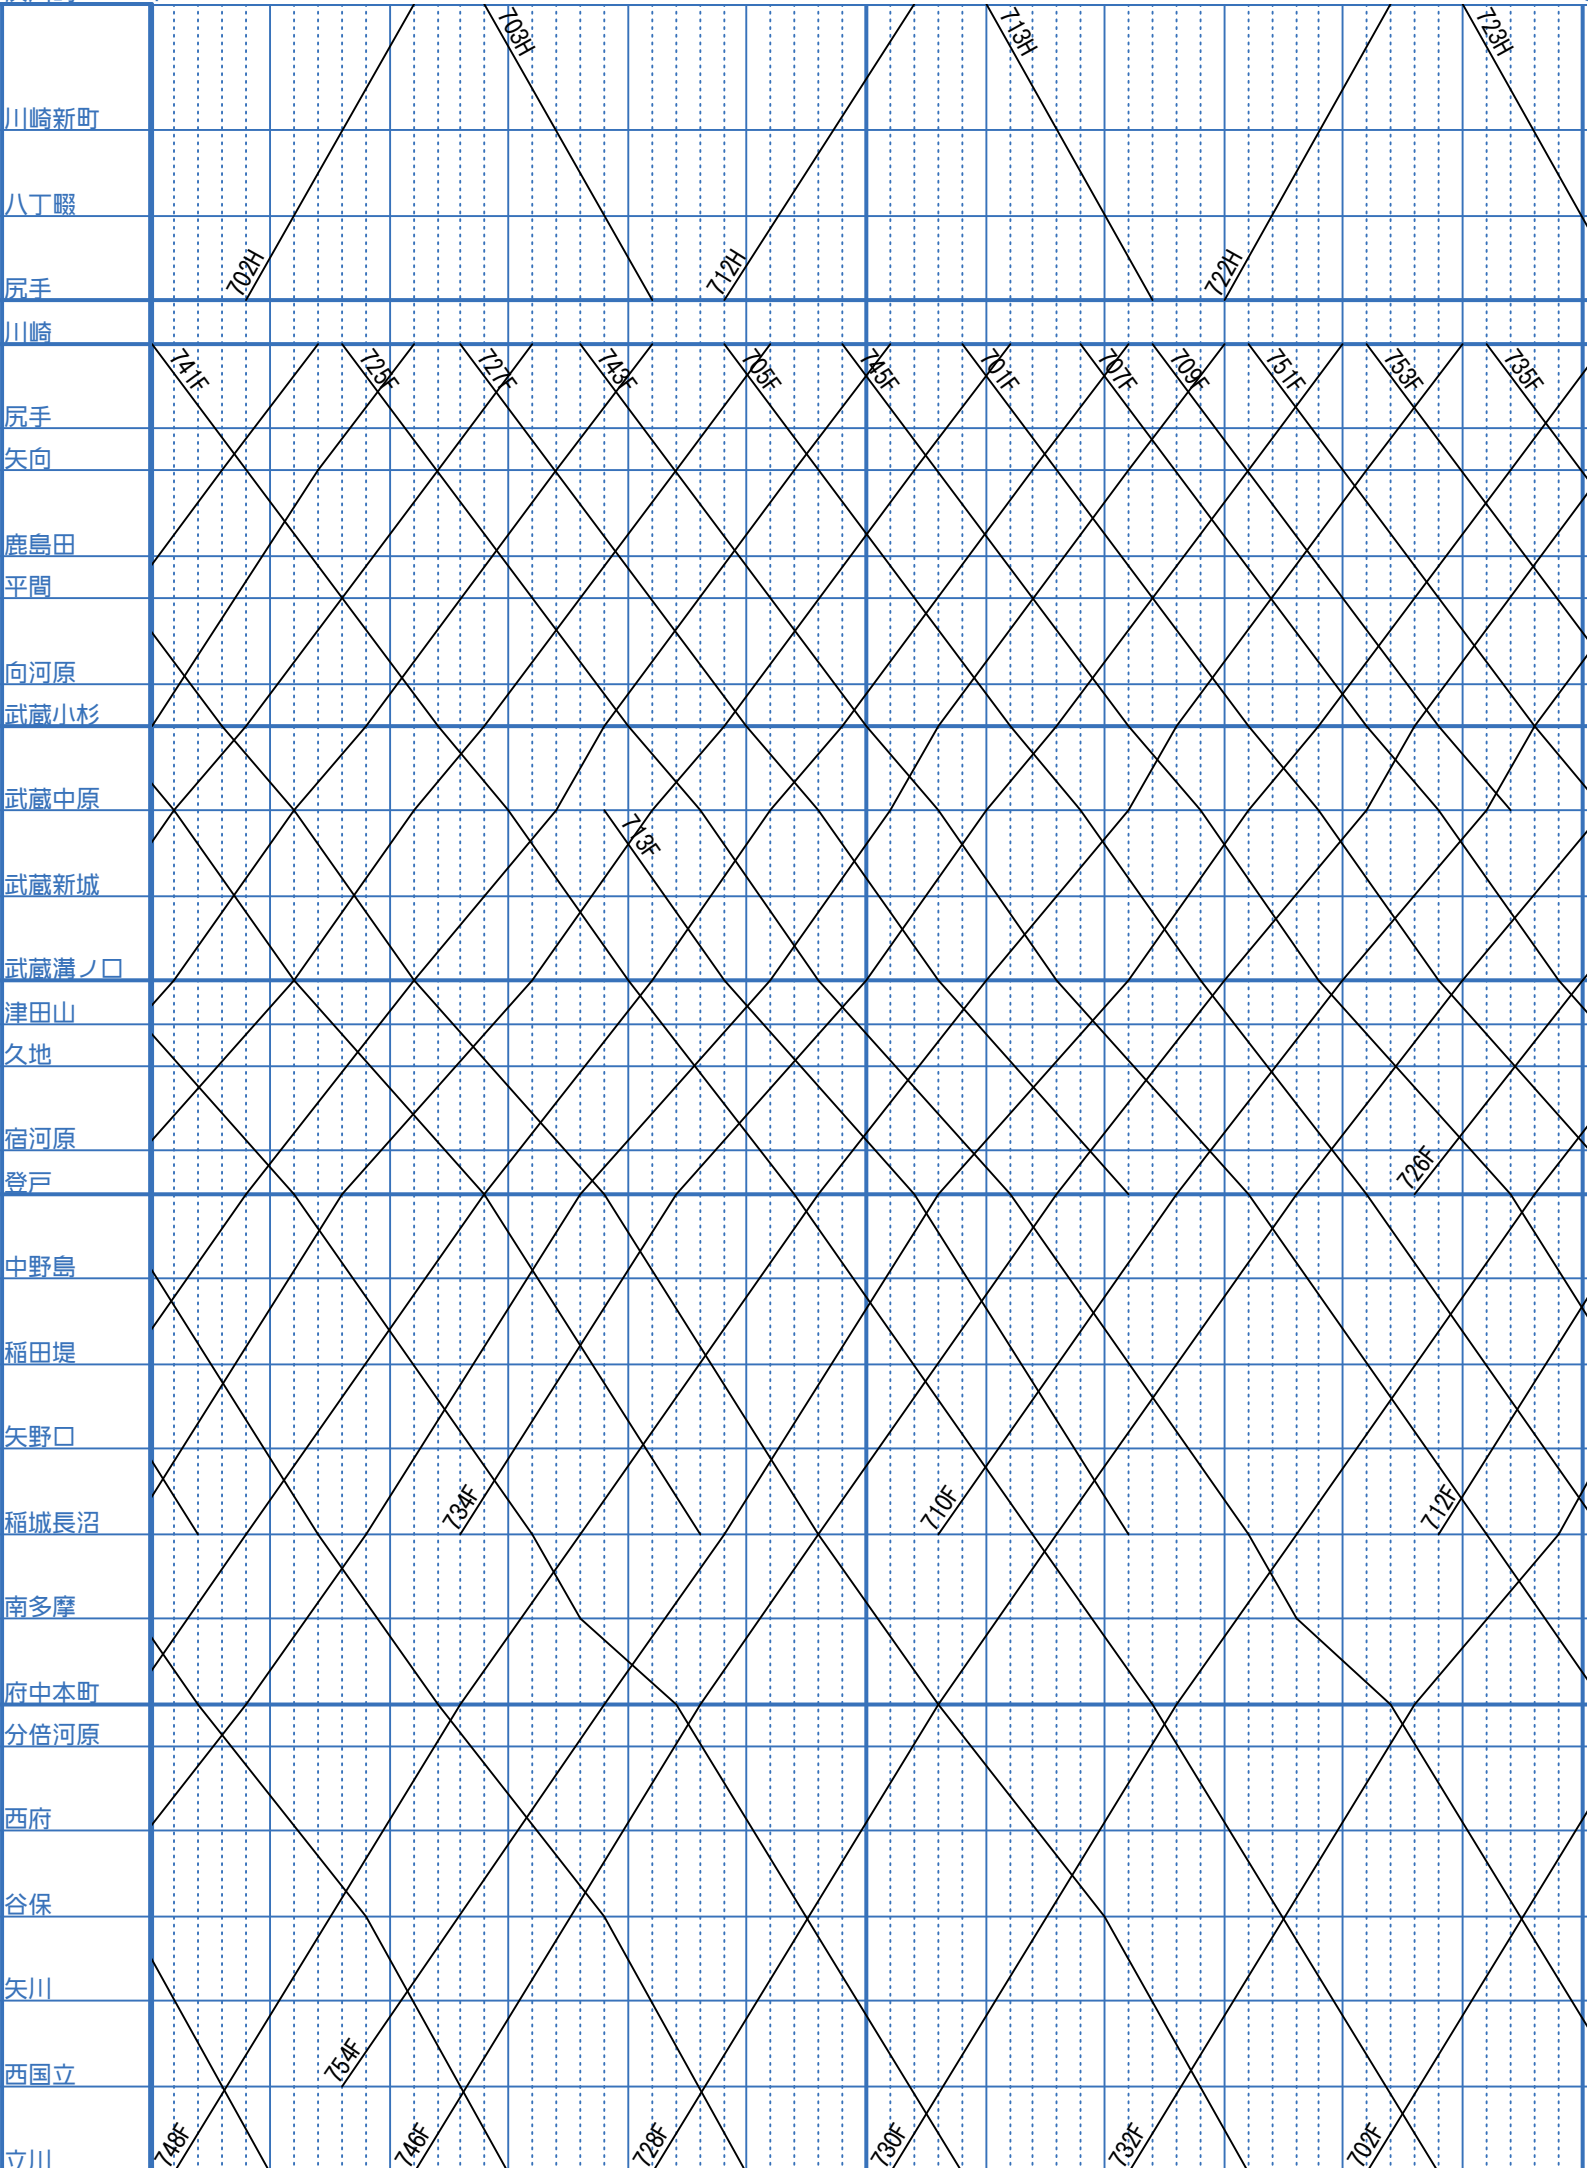 703H
713H
723H
川崎新町
八丁畷
702H
712H
722H
尻手
川崎
741F
725F
727F
743F
705F
745F
701F
707F
709F
751F
753F
735F
尻手
矢向
鹿島田
平間
向河原
武蔵小杉
武蔵中原
713F
武蔵新城
武蔵溝ノ口
津田山
久地
宿河原
726F
登戸
中野島
稲田堤
矢野口
734F
710F
712F
稲城長沼
南多摩
府中本町
分倍河原
西府
谷保
矢川
754F
西国立
748F
746F
728F
730F
732F
702F
立川